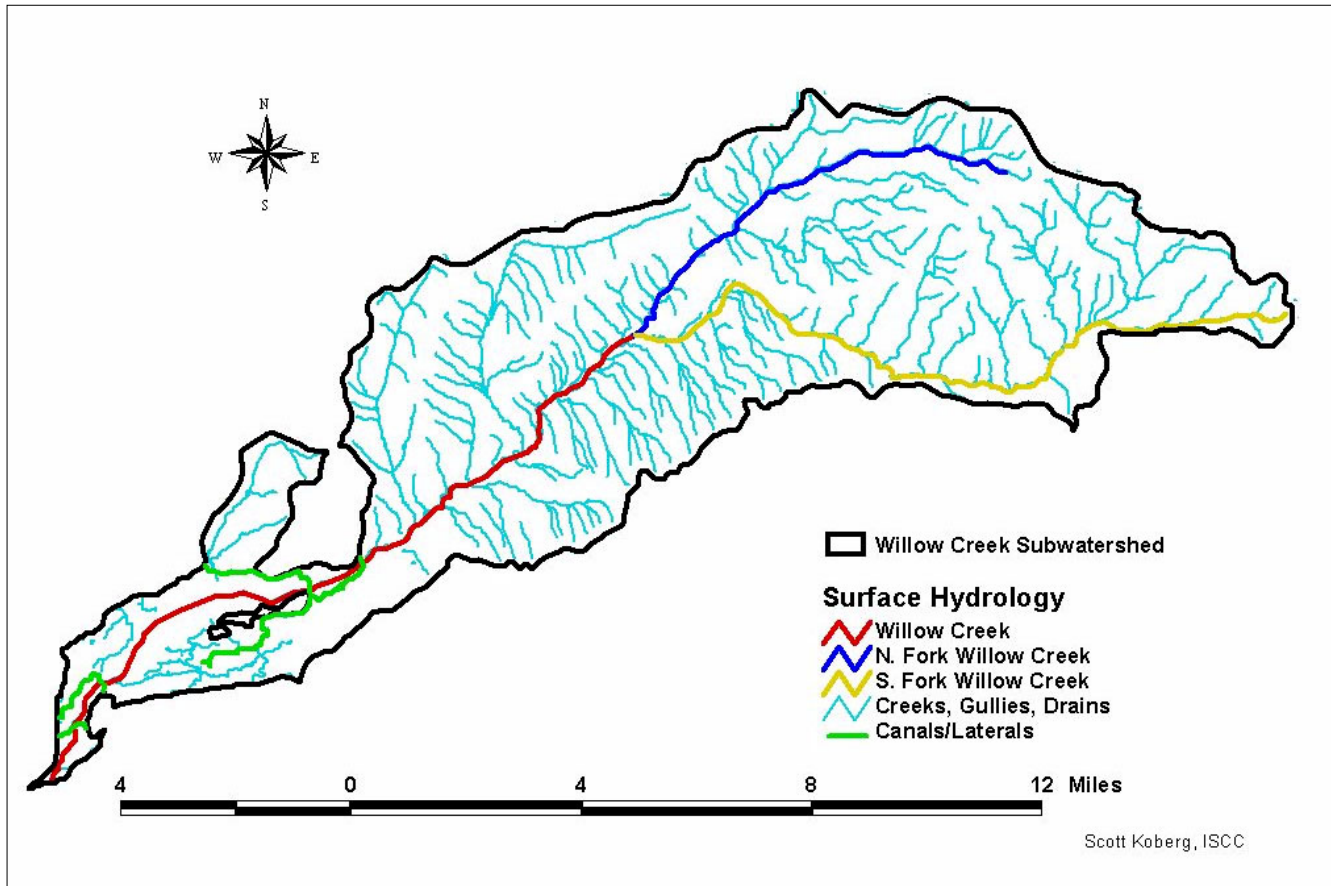 N
W E
S
Willow Creek Subwatershed
Surface Hydrology
Willow Creek
N. Fork Willow Creek
S. Fork Willow Creek
Creeks, Gullies, Drains
Canals/Laterals
4 0 4 8 12 Miles
Scott Koberg, ISCC